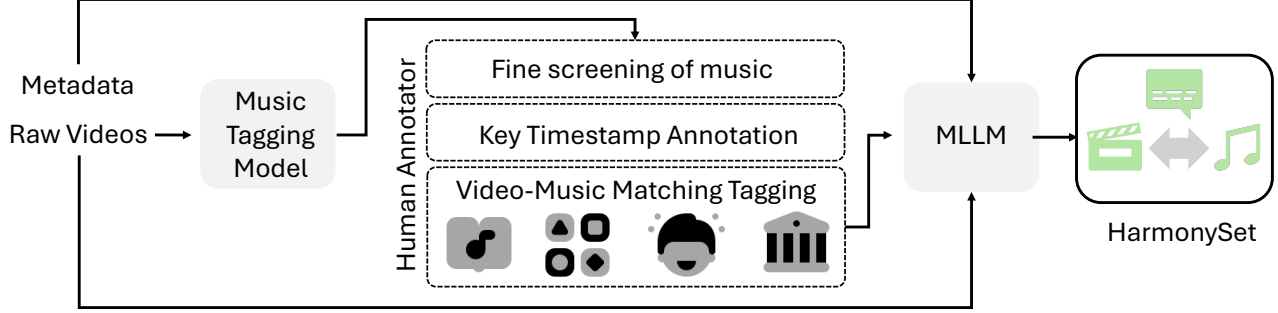 Metadata
Raw Videos
Music
Tagging
Model
Human Annotator
Fine screening of music
Key Timestamp Annotation
Video-Music Matching Tagging
MLLM
HarmonySet